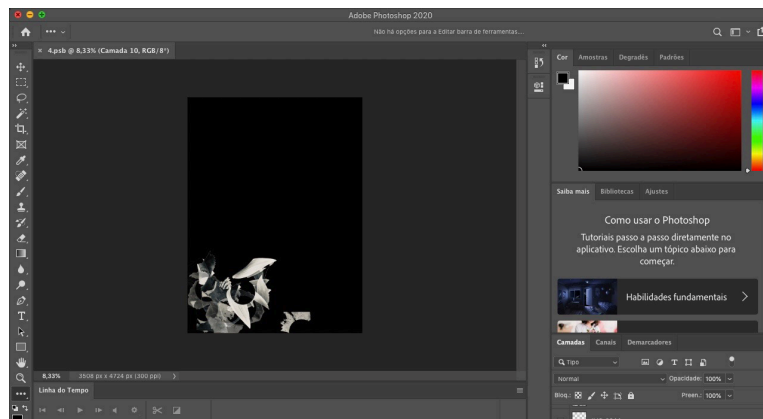 Adobe Photoshop 2020
Não há opções para a Editar barra de ferramentas...
× 4.psb @ 8,33% (Camada 10, RGB/8*)
Cor Amostras Degradês Padrões
Saiba mais Bibliotecas Ajustes
Como usar o Photoshop
Tutoriais passo a passo diretamente no
aplicativo. Escolha um tópico abaixo para
começar.
Habilidades fundamentais
Camadas Canais Demarcadores
Tipo
Normal Opacidade: 100%
Bloq.: Preen.: 100%
8,33% 3508 px x 4724 px (300 ppi)
Linha do Tempo